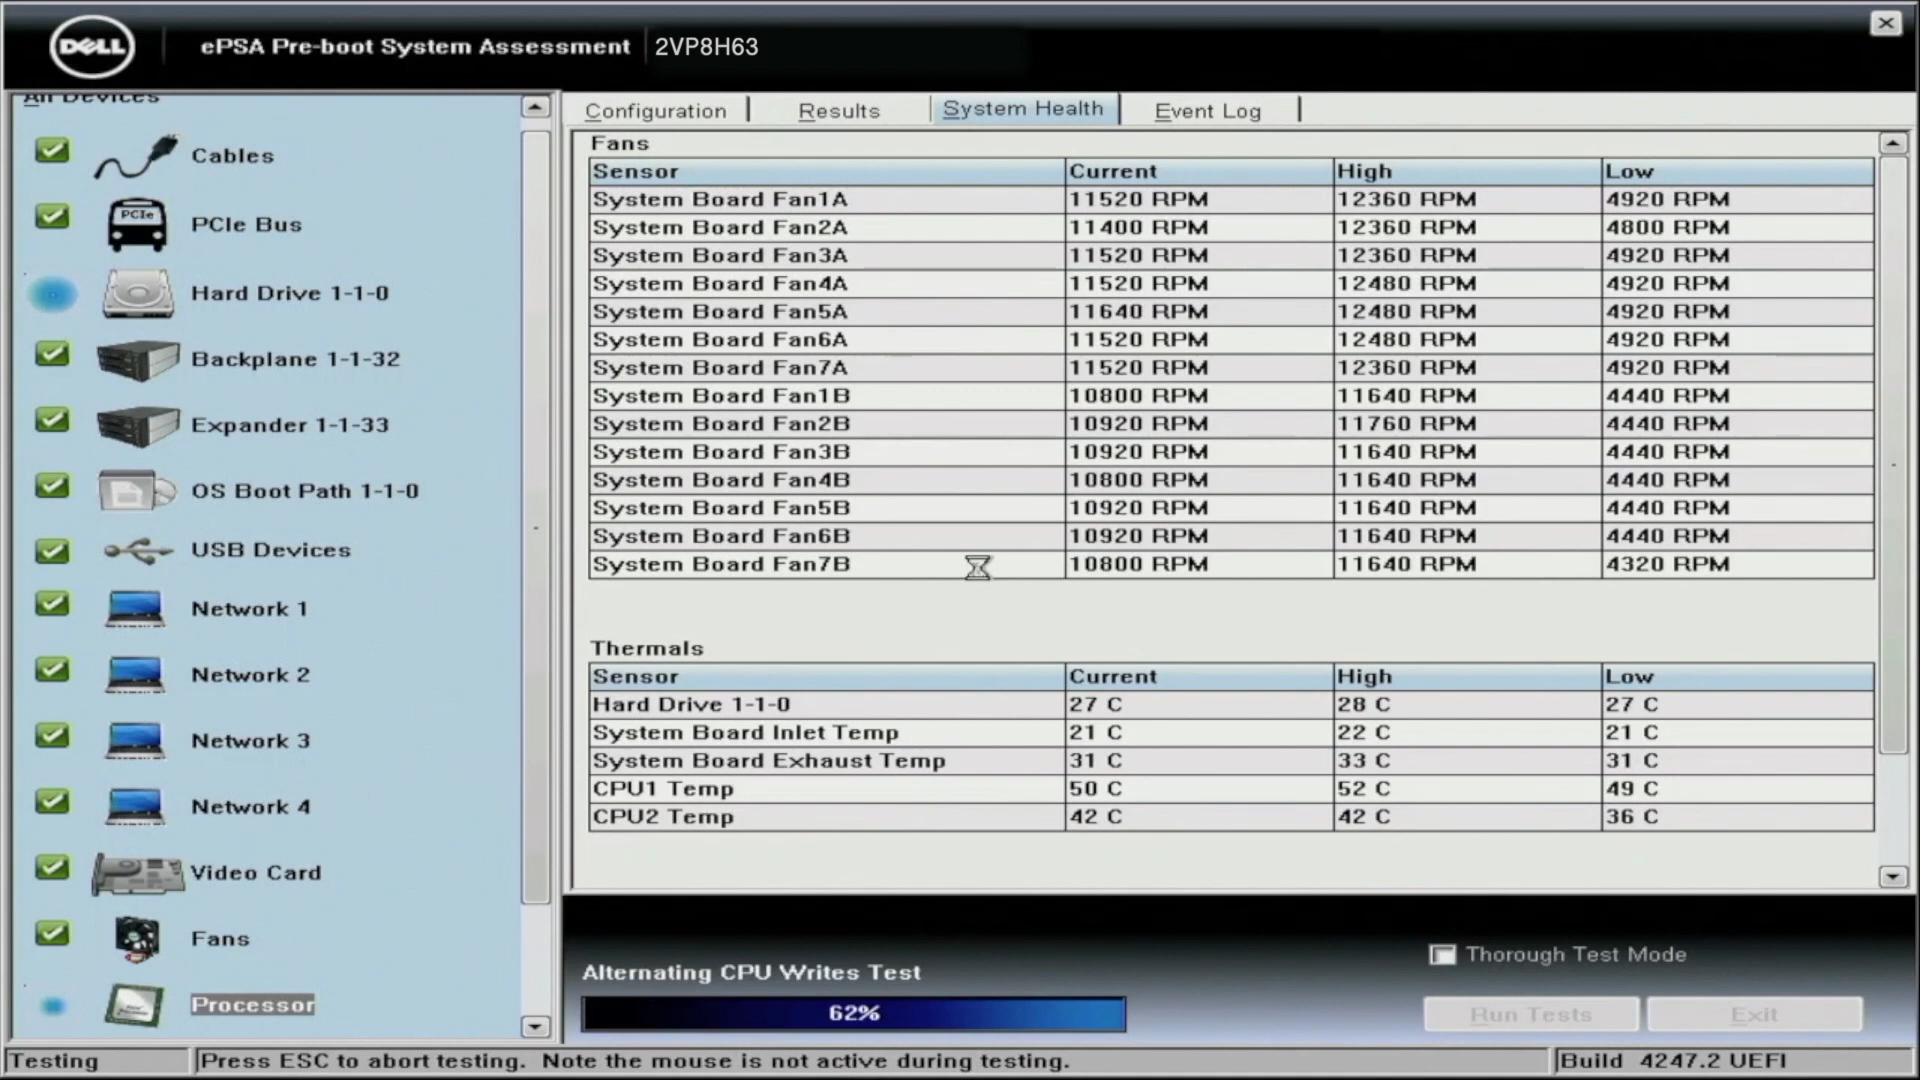 DELL
ePSA Pre-boot System Assessment
2VP8H63
All Devices
Cables
PCIe
PCIe Bus
Hard Drive 1-1-0
Backplane 1-1-32
Expander 1-1-33
OS Boot Path 1-1-0
USB Devices
Network 1
Network 2
Network 3
Network 4
Video Card
Fans
Processor
Configuration Results System Health Event Log
Fans
Sensor Current High Low
System Board Fan1A 11520 RPM 12360 RPM 4920 RPM
System Board Fan2A 11400 RPM 12360 RPM 4800 RPM
System Board Fan3A 11520 RPM 12360 RPM 4920 RPM
System Board Fan4A 11520 RPM 12480 RPM 4920 RPM
System Board Fan5A 11640 RPM 12480 RPM 4920 RPM
System Board Fan6A 11520 RPM 12480 RPM 4920 RPM
System Board Fan7A 11520 RPM 12360 RPM 4920 RPM
System Board Fan1B 10800 RPM 11640 RPM 4440 RPM
System Board Fan2B 10920 RPM 11760 RPM 4440 RPM
System Board Fan3B 10920 RPM 11640 RPM 4440 RPM
System Board Fan4B 10800 RPM 11640 RPM 4440 RPM
System Board Fan5B 10920 RPM 11640 RPM 4440 RPM
System Board Fan6B 10920 RPM 11640 RPM 4440 RPM
System Board Fan7B 10800 RPM 11640 RPM 4320 RPM
Thermals
Sensor Current High Low
Hard Drive 1-1-0 27 C 28 C 27 C
System Board Inlet Temp 21 C 22 C 21 C
System Board Exhaust Temp 31 C 33 C 31 C
CPU1 Temp 50 C 52 C 49 C
CPU2 Temp 42 C 42 C 36 C
Alternating CPU Writes Test
62%
Thorough Test Mode
Run Tests
Exit
Testing
Press ESC to abort testing. Note the mouse is not active during testing.
Build 4247.2 UEFI